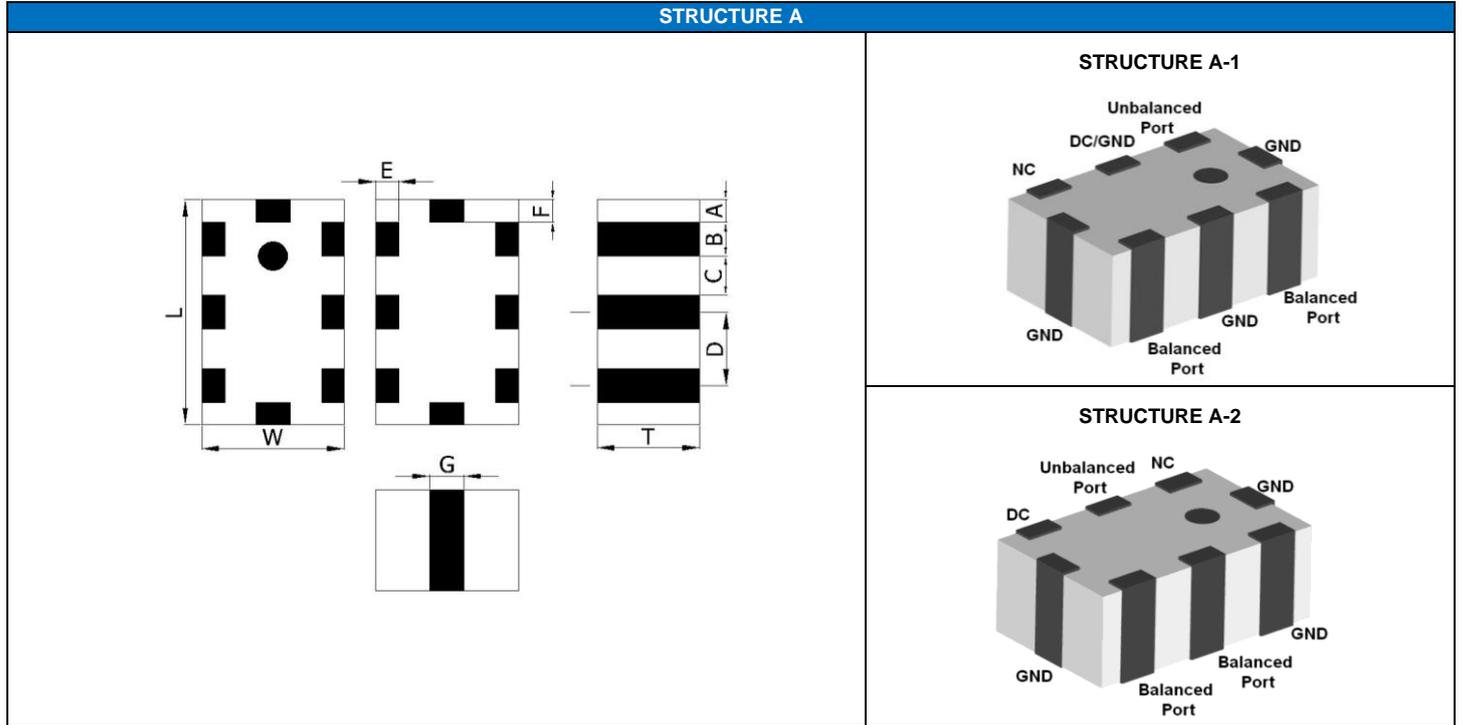 STRUCTURE A
E
F
A
B
C
L
D
W
T
G
STRUCTURE A-1
Unbalanced
Port
DC/GND
GND
NC
Balanced
Port
GND
GND
Balanced
Port
STRUCTURE A-2
Unbalanced
Port
NC
GND
DC
GND
Balanced
Port
GND
Balanced
Port